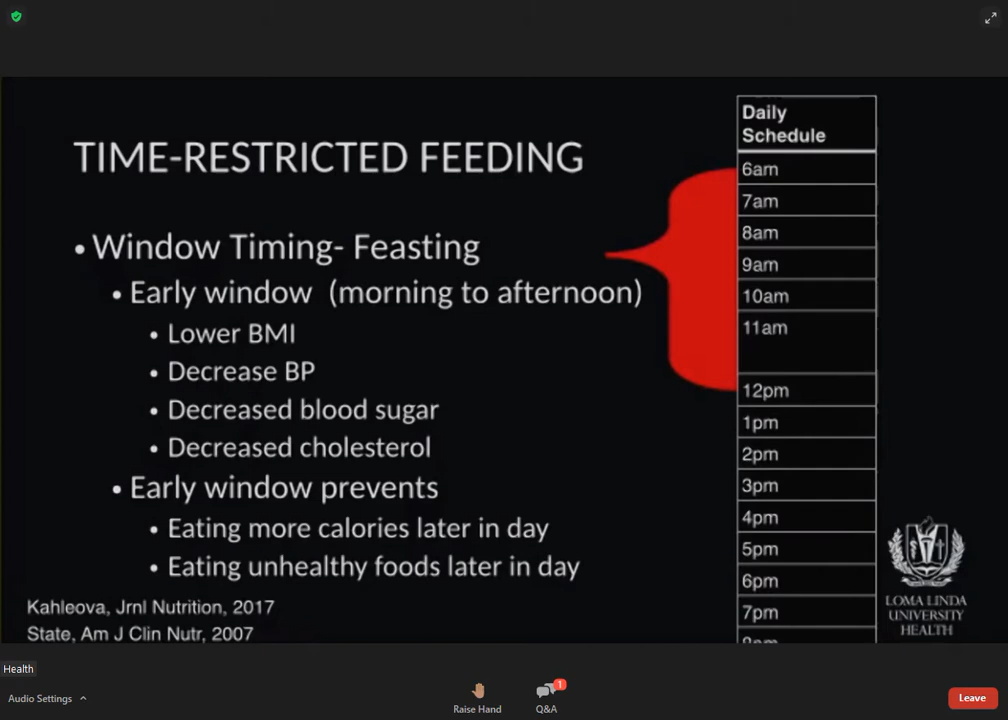 TIME-RESTRICTED FEEDING
• Window Timing- Feasting
• Early window (morning to afternoon)
• Lower BMI
• Decrease BP
• Decreased blood sugar
• Decreased cholesterol
• Early window prevents
• Eating more calories later in day
• Eating unhealthy foods later in day
Kahleova, Jrnl Nutrition, 2017
State, Am J Clin Nutr, 2007
Daily
Schedule
6am
7am
8am
9am
10am
11am
12pm
1pm
2pm
3pm
4pm
5pm
6pm
7pm
LOMA LINDA
UNIVERSITY
HEALTH
Health
Audio Settings
Raise Hand
1
Q&A
Leave